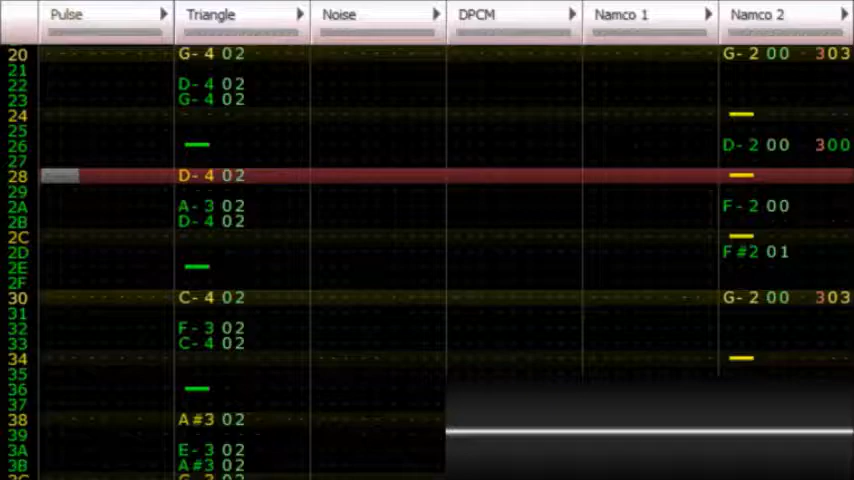 Pulse Triangle Noise DPCM Namco 1 Namco 2
20 G-4 02 G-2 00 303
21
22 D-4 02
23 G-4 02
24
25
26 D-2 00 300
27
28 D-4 02
29
2A A-3 02 F-2 00
2B D-4 02
2C
2D F#2 01
2E
2F
30 C-4 02 G-2 00 303
31
32 F-3 02
33 C-4 02
34
35
36
37
38 A#3 02
39
3A E-3 02
3B A#3 02